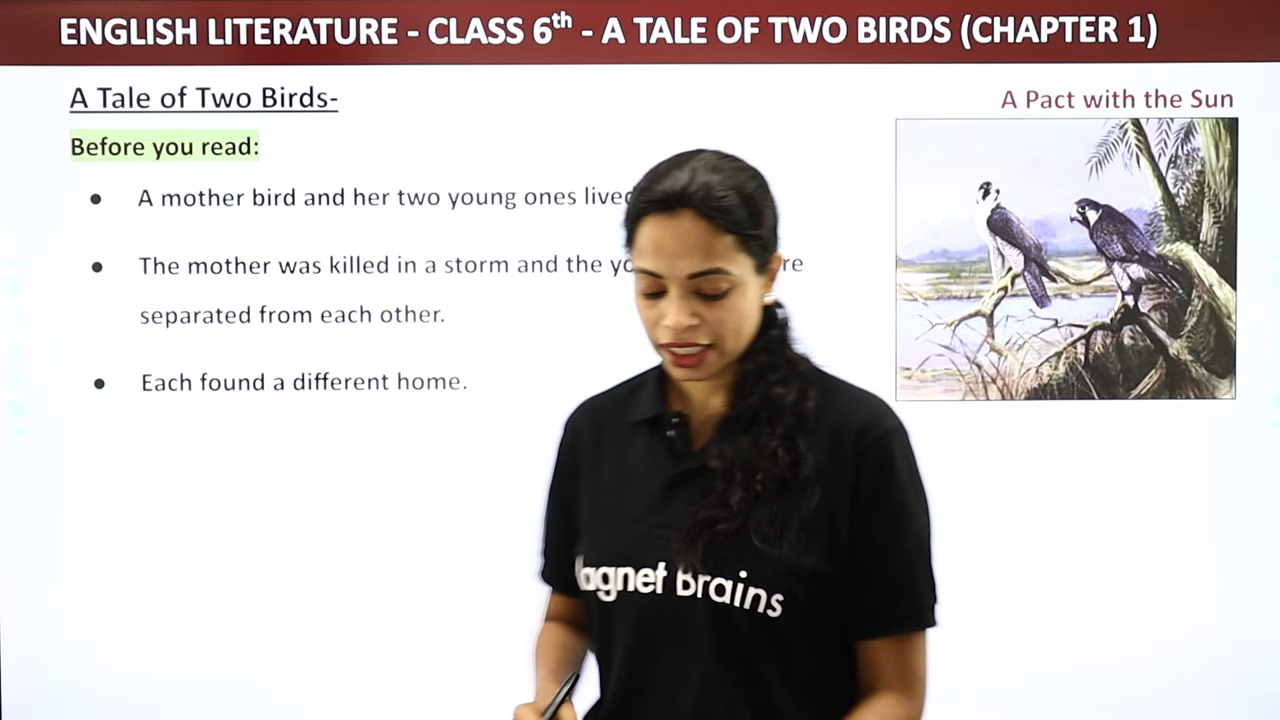 ENGLISH LITERATURE - CLASS 6th - A TALE OF TWO BIRDS (CHAPTER 1)
A Tale of Two Birds-
A Pact with the Sun
Before you read:
● A mother bird and her two young ones lived
● The mother was killed in a storm and the
separated from each other.
● Each found a different home.
agnet Brains